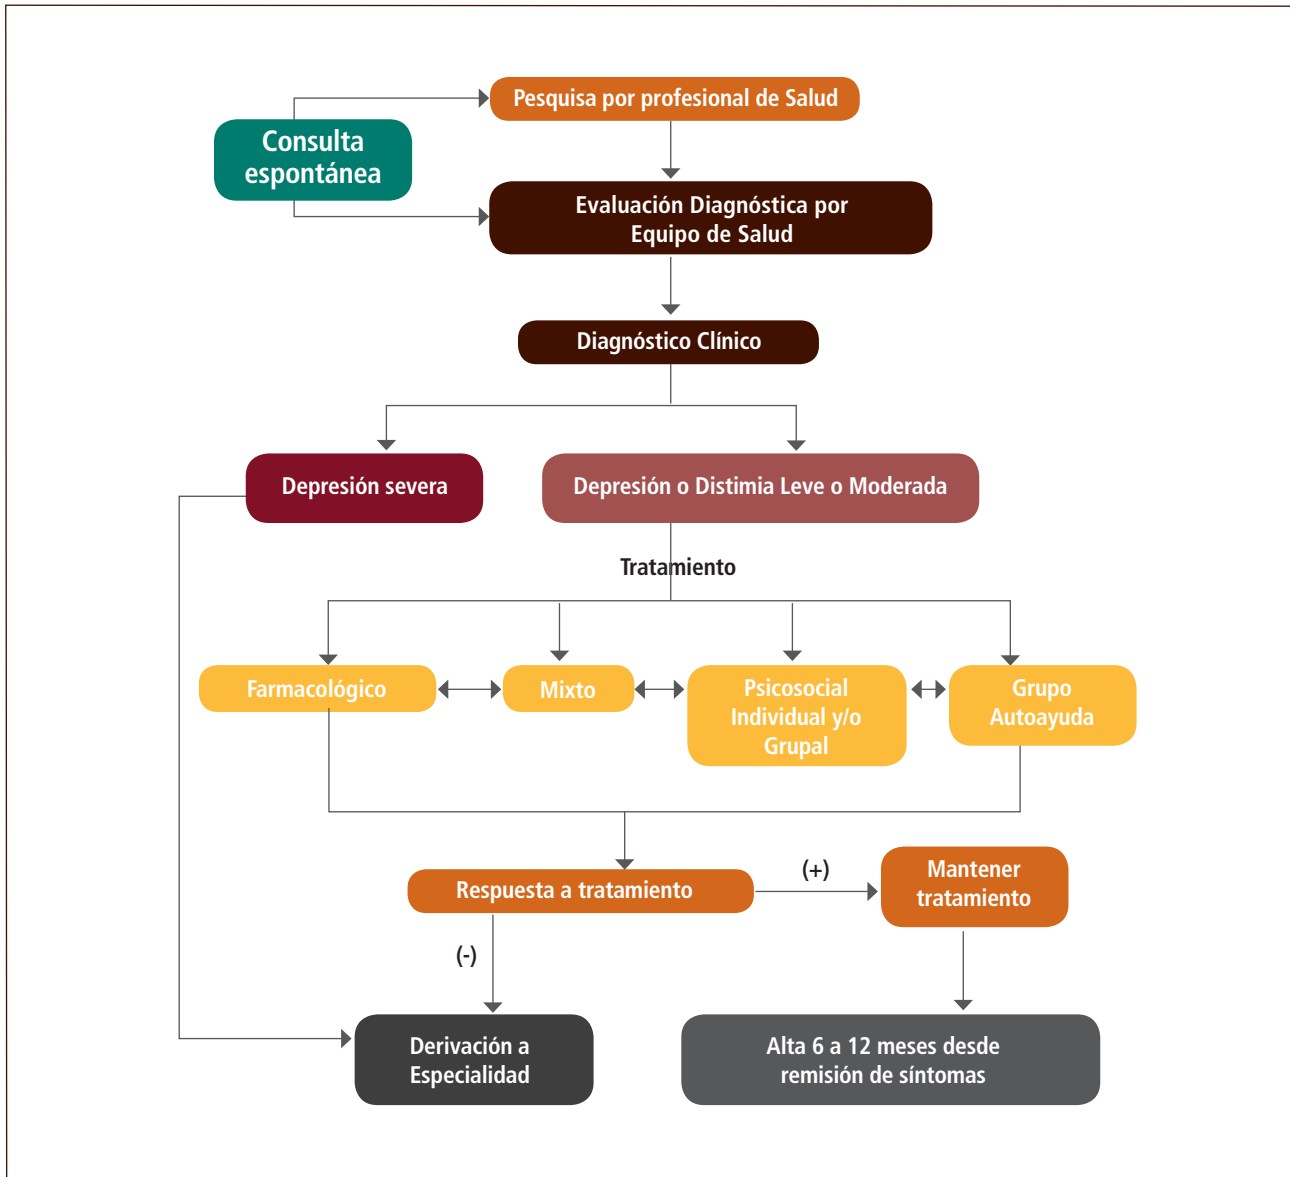 Pesquisa por profesional de Salud
Consulta
espontánea
Evaluación Diagnóstica por
Equipo de Salud
Diagnóstico Clínico
Depresión severa
Depresión o Distimia Leve o Moderada
Tratamiento
Farmacológico
Mixto
Psicosocial
Individual y/o
Grupal
Grupo
Autoayuda
Respuesta a tratamiento
(+)
Mantener
tratamiento
(-)
Derivación a
Especialidad
Alta 6 a 12 meses desde
remisión de síntomas